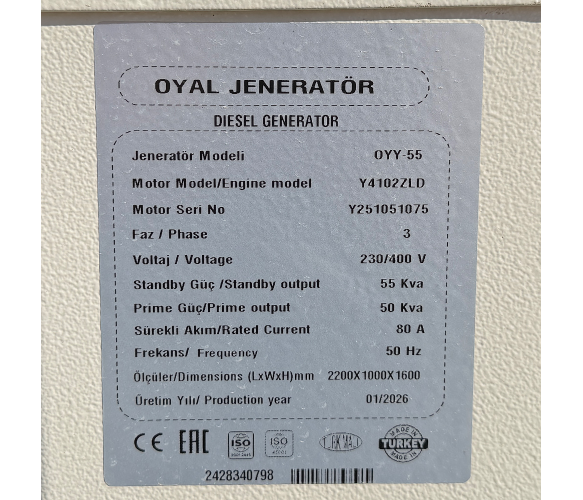 OYAL JENERATÖR
DIESEL GENERATOR
Jeneratör Modeli OYY-55
Motor Model/Engine model Y4102ZLD
Motor Seri No Y251051075
Faz / Phase 3
Voltaj / Voltage 230/400 V
Standby Güç /Standby output 55 Kva
Prime Güç/Prime output 50 Kva
Sürekli Akım/Rated Current 80 A
Frekans/ Frequency 50 Hz
Ölçüler/Dimensions (LxWxH)mm 2200X1000X1600
Üretim Yılı/ Production year 01/2026
CE EAC ISO ISO MADE IN TURKEY MADE IN
2428340798